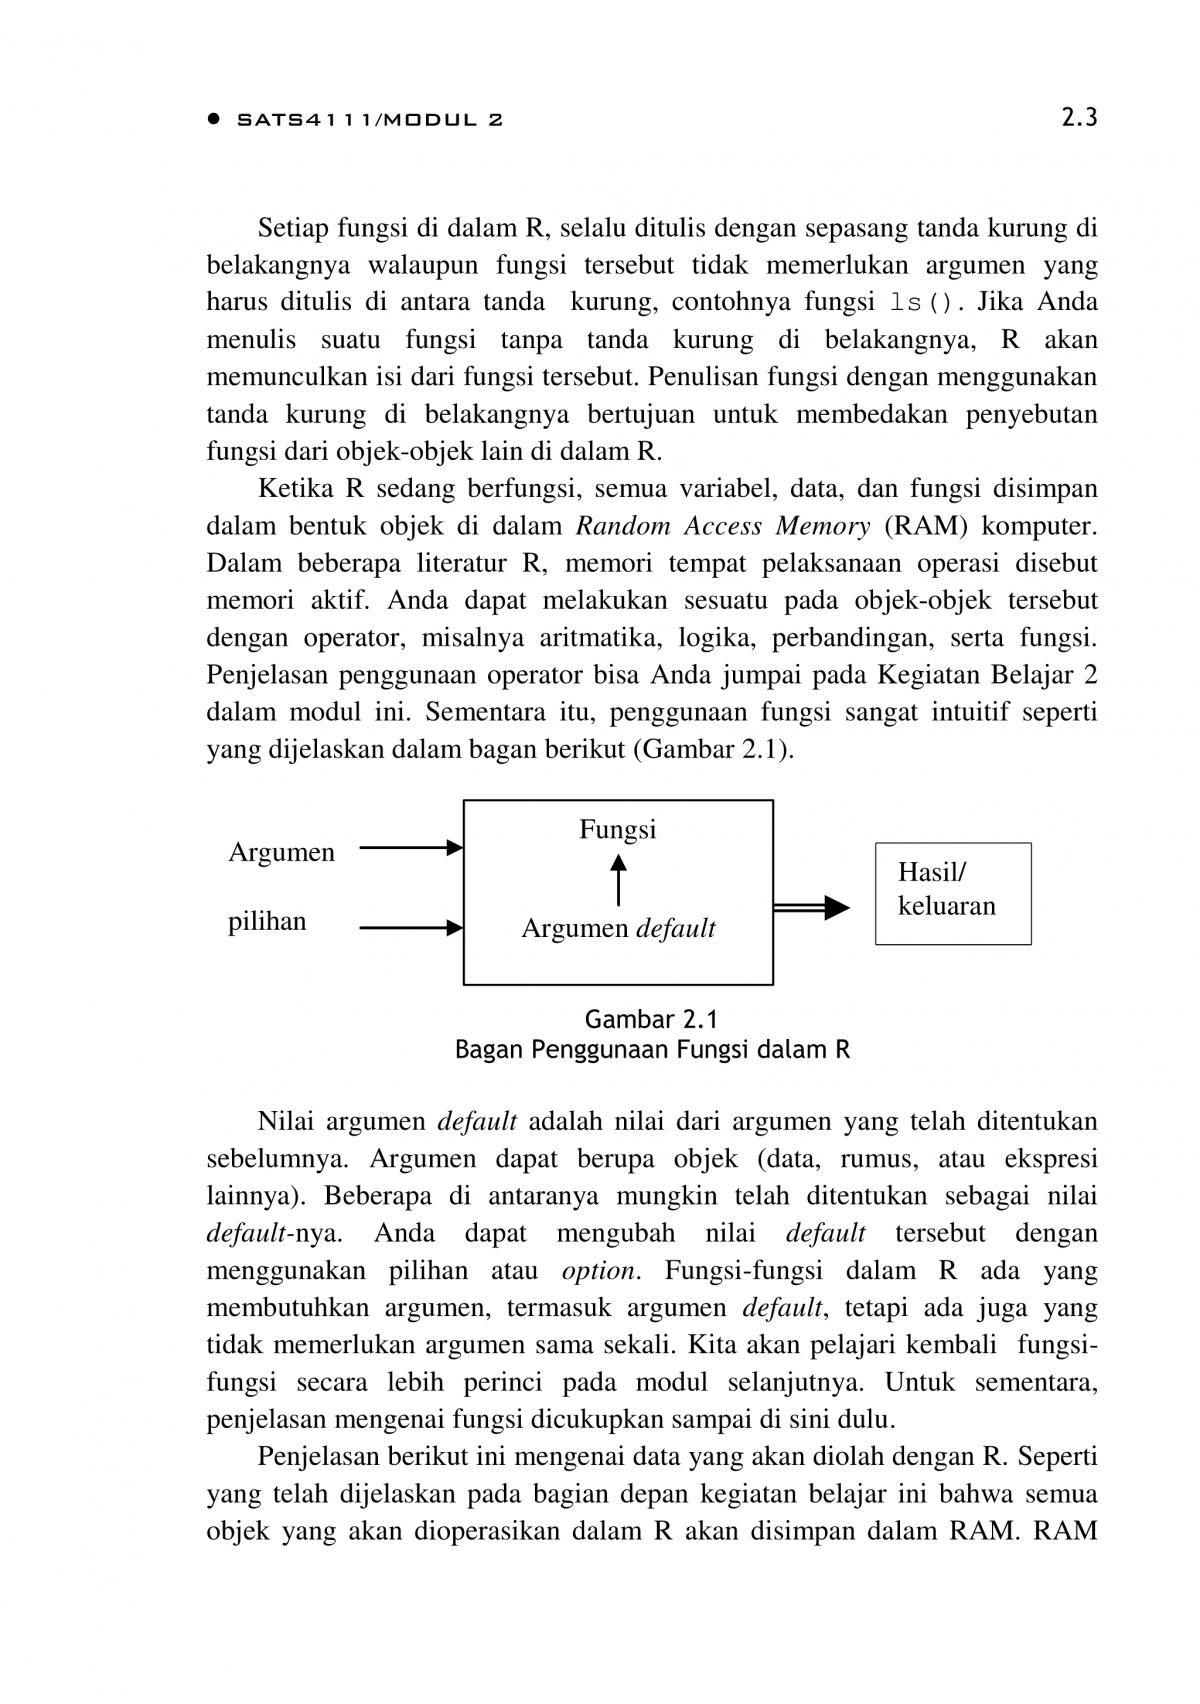 ● SATS4111/MODUL 2 2.3
Setiap fungsi di dalam R, selalu ditulis dengan sepasang tanda kurung di
belakangnya walaupun fungsi tersebut tidak memerlukan argumen yang
harus ditulis di antara tanda kurung, contohnya fungsi ls(). Jika Anda
menulis suatu fungsi tanpa tanda kurung di belakangnya, R akan
memunculkan isi dari fungsi tersebut. Penulisan fungsi dengan menggunakan
tanda kurung di belakangnya bertujuan untuk membedakan penyebutan
fungsi dari objek-objek lain di dalam R.
Ketika R sedang berfungsi, semua variabel, data, dan fungsi disimpan
dalam bentuk objek di dalam Random Access Memory (RAM) komputer.
Dalam beberapa literatur R, memori tempat pelaksanaan operasi disebut
memori aktif. Anda dapat melakukan sesuatu pada objek-objek tersebut
dengan operator, misalnya aritmatika, logika, perbandingan, serta fungsi.
Penjelasan penggunaan operator bisa Anda jumpai pada Kegiatan Belajar 2
dalam modul ini. Sementara itu, penggunaan fungsi sangat intuitif seperti
yang dijelaskan dalam bagan berikut (Gambar 2.1).
Argumen
pilihan
Fungsi
Argumen default
Hasil/
keluaran
Gambar 2.1
Bagan Penggunaan Fungsi dalam R
Nilai argumen default adalah nilai dari argumen yang telah ditentukan
sebelumnya. Argumen dapat berupa objek (data, rumus, atau ekspresi
lainnya). Beberapa di antaranya mungkin telah ditentukan sebagai nilai
default-nya. Anda dapat mengubah nilai default tersebut dengan
menggunakan pilihan atau option. Fungsi-fungsi dalam R ada yang
membutuhkan argumen, termasuk argumen default, tetapi ada juga yang
tidak memerlukan argumen sama sekali. Kita akan pelajari kembali fungsi-
fungsi secara lebih perinci pada modul selanjutnya. Untuk sementara,
penjelasan mengenai fungsi dicukupkan sampai di sini dulu.
Penjelasan berikut ini mengenai data yang akan diolah dengan R. Seperti
yang telah dijelaskan pada bagian depan kegiatan belajar ini bahwa semua
objek yang akan dioperasikan dalam R akan disimpan dalam RAM. RAM